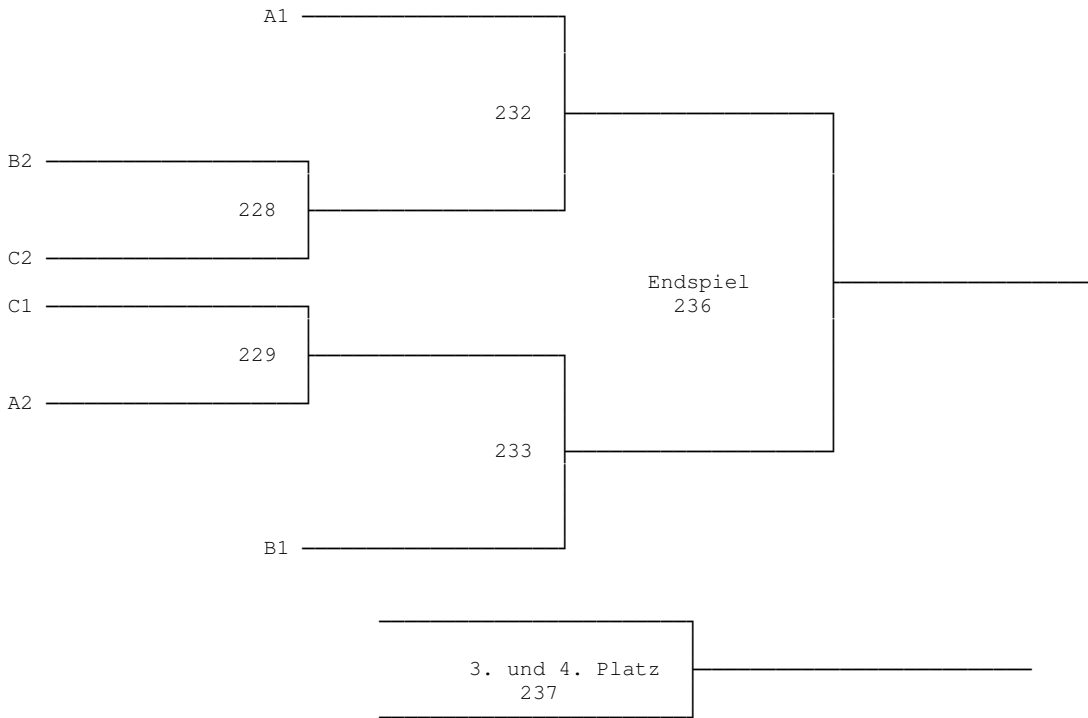 A1
232
B2
228
C2
Endspiel
236
C1
229
A2
233
B1
3. und 4. Platz
237